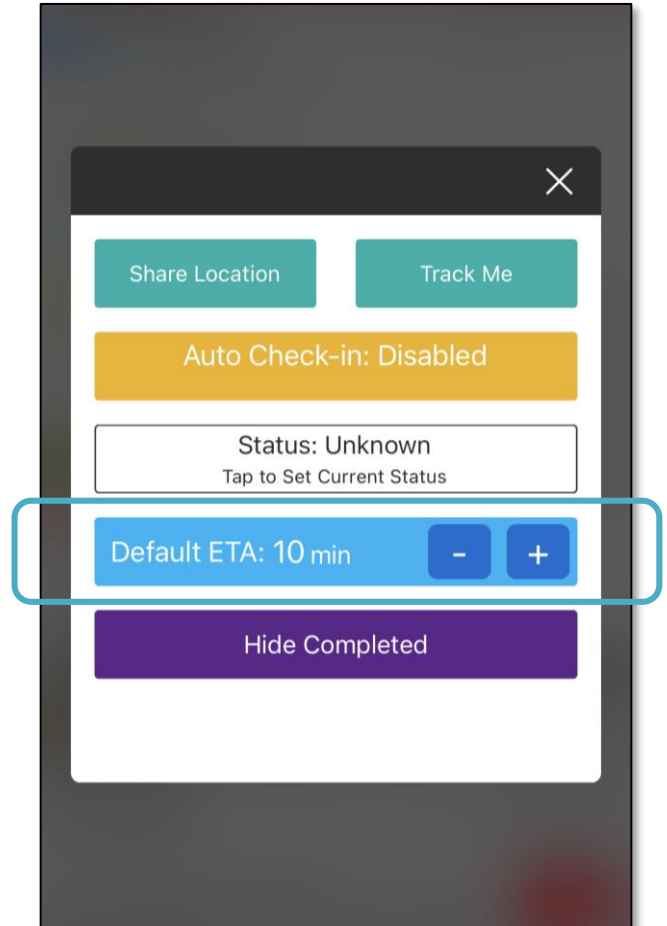 Share Location
Track Me
Auto Check-in: Disabled
Status: Unknown
Tap to Set Current Status
Default ETA: 10 min - +
Hide Completed